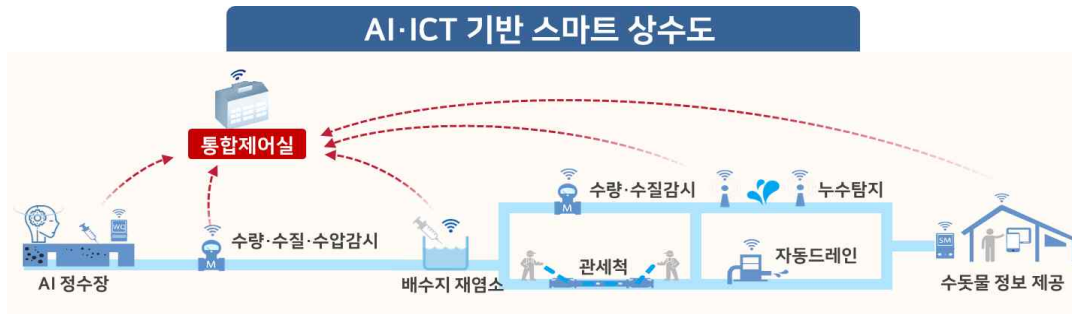 AI·ICT 기반 스마트 상수도
통합제어실
수량·수질감시
누수탐지
WQ
M
SM
수량·수질·수압감시
M
관세척
자동드레인
AI 정수장
배수지 재염소
수돗물 정보 제공